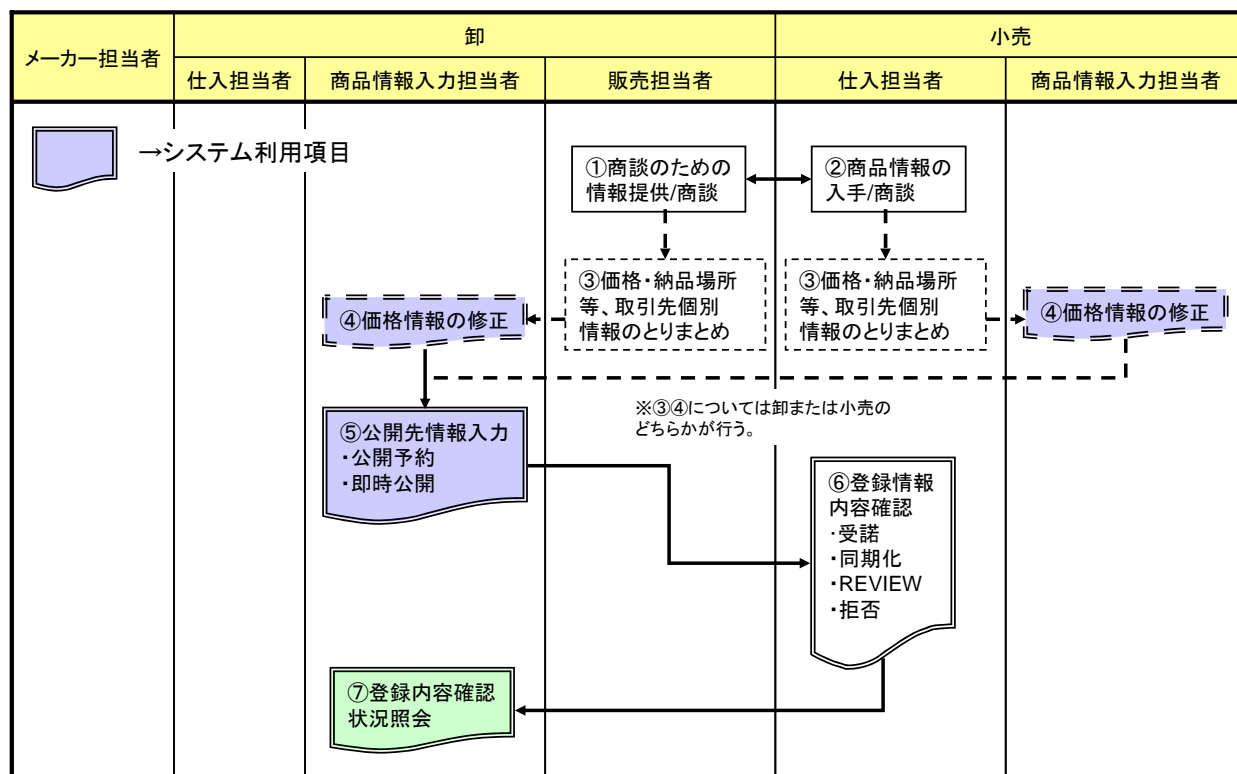 メーカー担当者
卸
小売
仕入担当者
商品情報入力担当者
販売担当者
仕入担当者
商品情報入力担当者
→システム利用項目
①商談のための
情報提供/商談
②商品情報の
入手/商談
③価格・納品場所
等、取引先個別
情報のとりまとめ
③価格・納品場所
等、取引先個別
情報のとりまとめ
④価格情報の修正
④価格情報の修正
※③④については卸または小売の
どちらかが行う。
⑤公開先情報入力
・公開予約
・即時公開
⑥登録情報
内容確認
・受諾
・同期化
・REVIEW
・拒否
⑦登録内容確認
状況照会